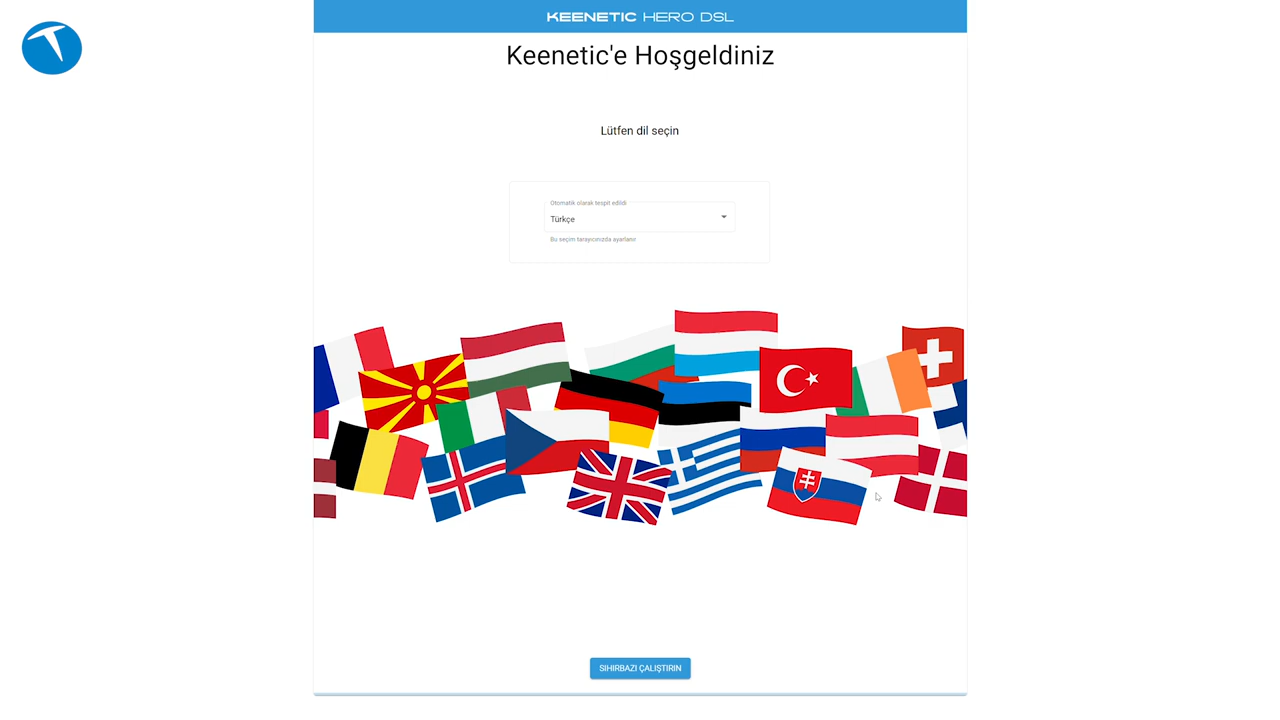 KEENETIC HERO DSL
Keenetic'e Hoşgeldiniz
Lütfen dil seçin
Otomatik olarak tespit edildi
Türkçe
Bu seçim tarayıcınızda ayarlanır
SIHIRBAZI ÇALIŞTIRIN